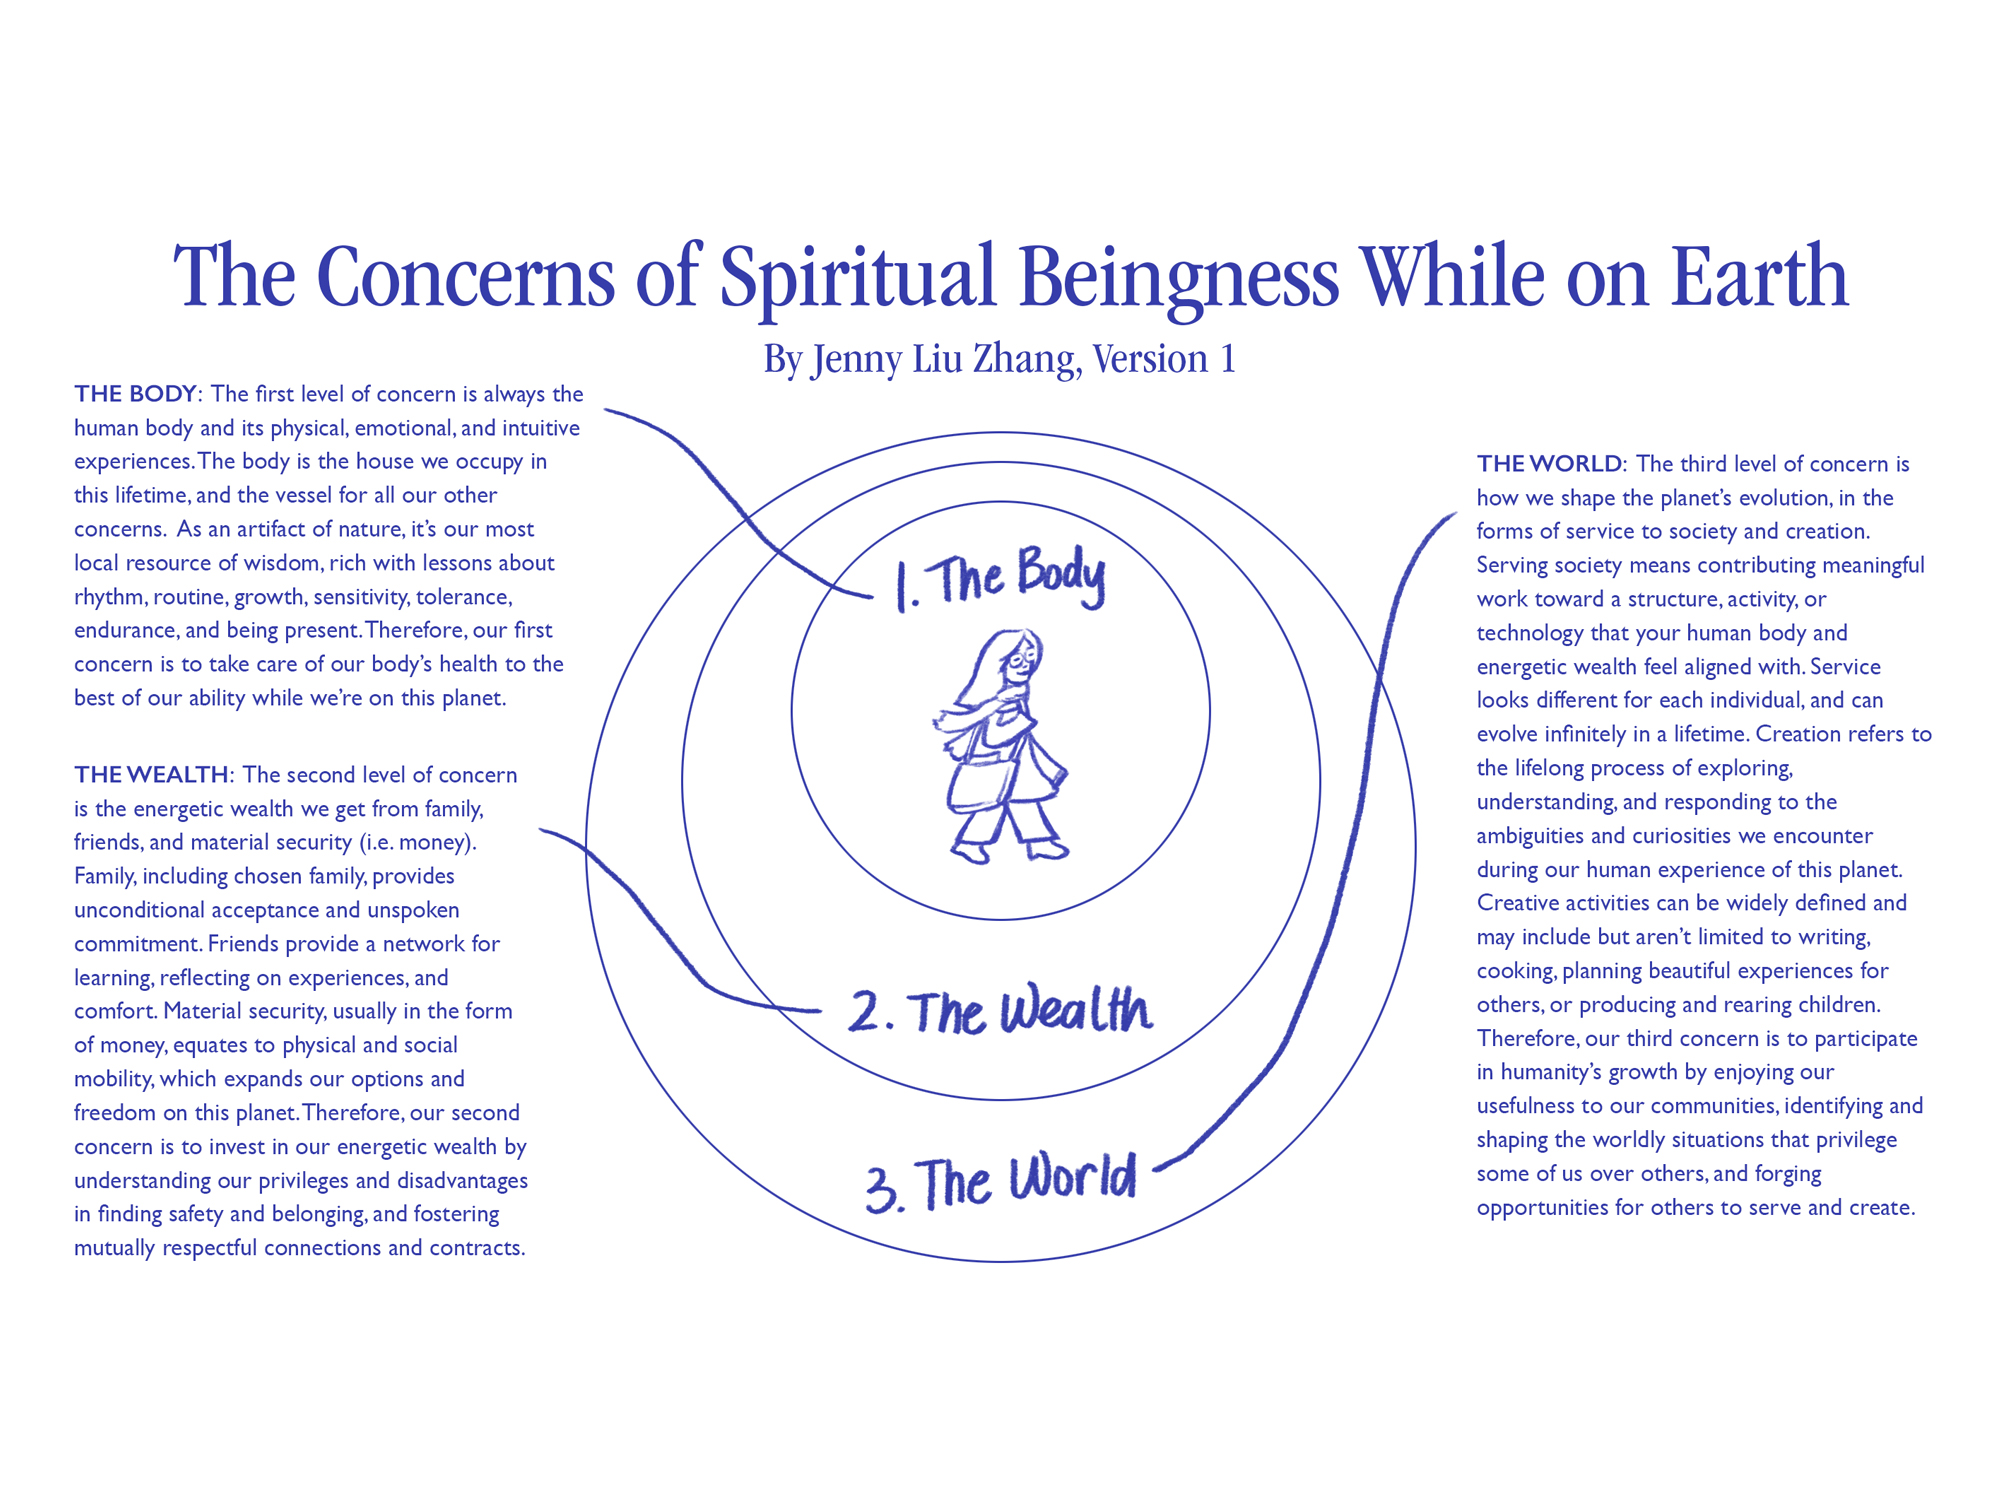 The Concerns of Spiritual Beingness While on Earth
By Jenny Liu Zhang, Version 1
THE BODY: The first level of concern is always the
human body and its physical, emotional, and intuitive
experiences. The body is the house we occupy in
this lifetime, and the vessel for all our other
concerns. As an artifact of nature, it’s our most
local resource of wisdom, rich with lessons about
rhythm, routine, growth, sensitivity, tolerance,
endurance, and being present. Therefore, our first
concern is to take care of our body’s health to the
best of our ability while we’re on this planet.
THE WEALTH: The second level of concern
is the energetic wealth we get from family,
friends, and material security (i.e. money).
Family, including chosen family, provides
unconditional acceptance and unspoken
commitment. Friends provide a network for
learning, reflecting on experiences, and
comfort. Material security, usually in the form
of money, equates to physical and social
mobility, which expands our options and
freedom on this planet. Therefore, our second
concern is to invest in our energetic wealth by
understanding our privileges and disadvantages
in finding safety and belonging, and fostering
mutually respectful connections and contracts.
1. The Body
2. The Wealth
3. The World
THE WORLD: The third level of concern is
how we shape the planet’s evolution, in the
forms of service to society and creation.
Serving society means contributing meaningful
work toward a structure, activity, or
technology that your human body and
energetic wealth feel aligned with. Service
looks different for each individual, and can
evolve infinitely in a lifetime. Creation refers to
the lifelong process of exploring,
understanding, and responding to the
ambiguities and curiosities we encounter
during our human experience of this planet.
Creative activities can be widely defined and
may include but aren’t limited to writing,
cooking, planning beautiful experiences for
others, or producing and rearing children.
Therefore, our third concern is to participate
in humanity’s growth by enjoying our
usefulness to our communities, identifying and
shaping the worldly situations that privilege
some of us over others, and forging
opportunities for others to serve and create.